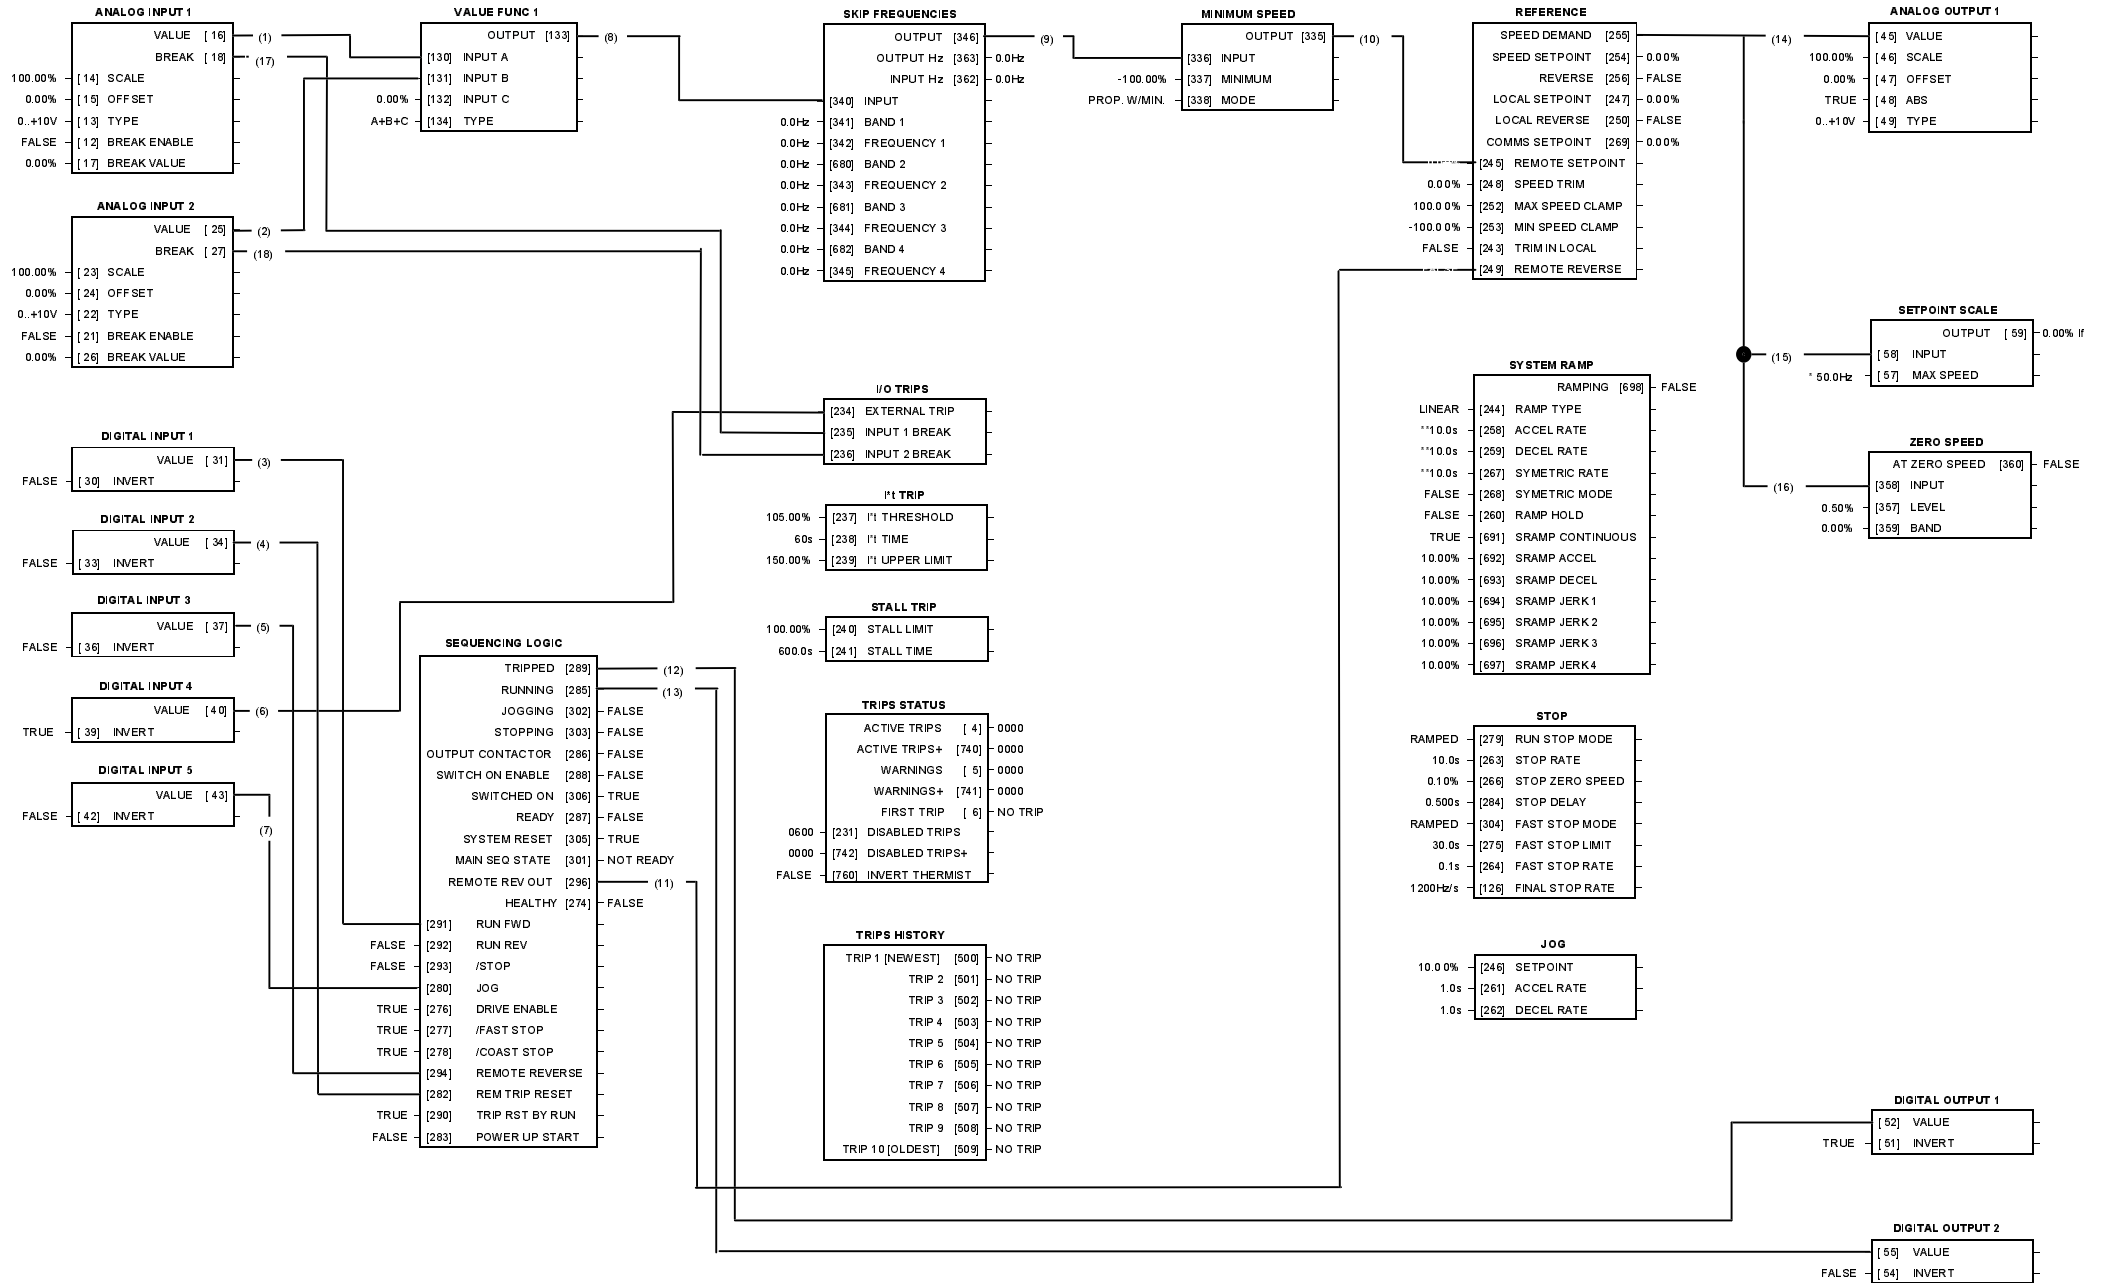 ANALOG INPUT 1
VALUE [ 16] (1)
BREAK [ 18] (17)
100.00% [ 14] SCALE
0.00% [ 15] OFFSET
0..+10V [ 13] TYPE
FALSE [ 12] BREAK ENABLE
0.00% [ 17] BREAK VALUE
ANALOG INPUT 2
VALUE [ 25] (2)
BREAK [ 27] (18)
100.00% [ 23] SCALE
0.00% [ 24] OFFSET
0..+10V [ 22] TYPE
FALSE [ 21] BREAK ENABLE
0.00% [ 26] BREAK VALUE
DIGITAL INPUT 1
VALUE [ 31] (3)
FALSE [ 30] INVERT
DIGITAL INPUT 2
VALUE [ 34] (4)
FALSE [ 33] INVERT
DIGITAL INPUT 3
VALUE [ 37] (5)
FALSE [ 36] INVERT
DIGITAL INPUT 4
VALUE [ 40] (6)
TRUE [ 39] INVERT
DIGITAL INPUT 5
VALUE [ 43]
FALSE [ 42] INVERT
(7)
VALUE FUNC 1
OUTPUT [133] (8)
[130] INPUT A
[131] INPUT B
0.00% [132] INPUT C
A+B+C [134] TYPE
SEQUENCING LOGIC
TRIPPED [289] (12)
RUNNING [285] (13)
JOGGING [302] FALSE
STOPPING [303] FALSE
OUTPUT CONTACTOR [286] FALSE
SWITCH ON ENABLE [288] FALSE
SWITCHED ON [306] TRUE
READY [287] FALSE
SYSTEM RESET [305] TRUE
MAIN SEQ STATE [301] NOT READY
REMOTE REV OUT [296] (11)
HEALTHY [274] FALSE
[291] RUN FWD
FALSE [292] RUN REV
FALSE [293] /STOP
[280] JOG
TRUE [276] DRIVE ENABLE
TRUE [277] /FAST STOP
TRUE [278] /COAST STOP
[294] REMOTE REVERSE
[282] REM TRIP RESET
TRUE [290] TRIP RST BY RUN
FALSE [283] POWER UP START
SKIP FREQUENCIES
OUTPUT [346] (9)
OUTPUT Hz [363] 0.0Hz
INPUT Hz [362] 0.0Hz
[340] INPUT
0.0Hz [341] BAND 1
0.0Hz [342] FREQUENCY 1
0.0Hz [680] BAND 2
0.0Hz [343] FREQUENCY 2
0.0Hz [681] BAND 3
0.0Hz [344] FREQUENCY 3
0.0Hz [682] BAND 4
0.0Hz [345] FREQUENCY 4
I/O TRIPS
[234] EXTERNAL TRIP
[235] INPUT 1 BREAK
[236] INPUT 2 BREAK
I*t TRIP
105.00% [237] I*t THRESHOLD
60s [238] I*t TIME
150.00% [239] I*t UPPER LIMIT
STALL TRIP
100.00% [240] STALL LIMIT
600.0s [241] STALL TIME
TRIPS STATUS
ACTIVE TRIPS [ 4] 0000
ACTIVE TRIPS+ [740] 0000
WARNINGS [ 5] 0000
WARNINGS+ [741] 0000
FIRST TRIP [ 6] NO TRIP
0600 [231] DISABLED TRIPS
0000 [742] DISABLED TRIPS+
FALSE [760] INVERT THERMIST
TRIPS HISTORY
TRIP 1 [NEWEST] [500] NO TRIP
TRIP 2 [501] NO TRIP
TRIP 3 [502] NO TRIP
TRIP 4 [503] NO TRIP
TRIP 5 [504] NO TRIP
TRIP 6 [505] NO TRIP
TRIP 7 [506] NO TRIP
TRIP 8 [507] NO TRIP
TRIP 9 [508] NO TRIP
TRIP 10 [OLDEST] [509] NO TRIP
MINIMUM SPEED
OUTPUT [335] (10)
[336] INPUT
-100.00% [337] MINIMUM
PROP. W/MIN. [338] MODE
REFERENCE
SPEED DEMAND [255]
SPEED SETPOINT [254] 0.00%
REVERSE [256] FALSE
LOCAL SETPOINT [247] 0.00%
LOCAL REVERSE [250] FALSE
COMMS SETPOINT [269] 0.00%
[245] REMOTE SETPOINT
0.00% [248] SPEED TRIM
100.00% [252] MAX SPEED CLAMP
-100.00% [253] MIN SPEED CLAMP
FALSE [243] TRIM IN LOCAL
[249] REMOTE REVERSE
SYSTEM RAMP
RAMPING [698] FALSE
LINEAR [244] RAMP TYPE
**10.0s [258] ACCEL RATE
**10.0s [259] DECEL RATE
**10.0s [267] SYMETRIC RATE
FALSE [268] SYMETRIC MODE
FALSE [260] RAMP HOLD
TRUE [691] SRAMP CONTINUOUS
10.00% [692] SRAMP ACCEL
10.00% [693] SRAMP DECEL
10.00% [694] SRAMP JERK 1
10.00% [695] SRAMP JERK 2
10.00% [696] SRAMP JERK 3
10.00% [697] SRAMP JERK 4
STOP
RAMPED [279] RUN STOP MODE
10.0s [263] STOP RATE
0.10% [266] STOP ZERO SPEED
0.500s [284] STOP DELAY
RAMPED [304] FAST STOP MODE
30.0s [275] FAST STOP LIMIT
0.1s [264] FAST STOP RATE
1200Hz/s [126] FINAL STOP RATE
JOG
10.00% [246] SETPOINT
1.0s [261] ACCEL RATE
1.0s [262] DECEL RATE
ANALOG OUTPUT 1
(14) [ 45] VALUE
100.00% [ 46] SCALE
0.00% [ 47] OFFSET
TRUE [ 48] ABS
0..+10V [ 49] TYPE
SETPOINT SCALE
OUTPUT [ 59] 0.00% lf
(15) [ 58] INPUT
* 50.0Hz [ 57] MAX SPEED
ZERO SPEED
AT ZERO SPEED [360] FALSE
(16) [358] INPUT
0.50% [357] LEVEL
0.00% [359] BAND
DIGITAL OUTPUT 1
[ 52] VALUE
TRUE [ 51] INVERT
DIGITAL OUTPUT 2
[ 55] VALUE
FALSE [ 54] INVERT